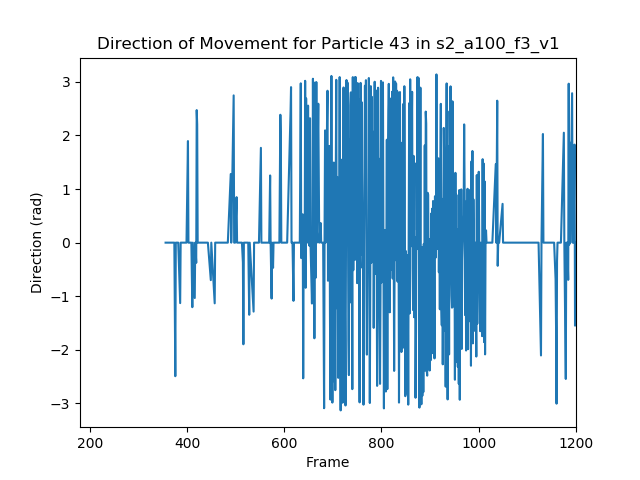 Direction of Movement for Particle 43 in s2_a100_f3_v1
3
2
1
0
−1
−2
−3
Direction (rad)
200 400 600 800 1000 1200
Frame